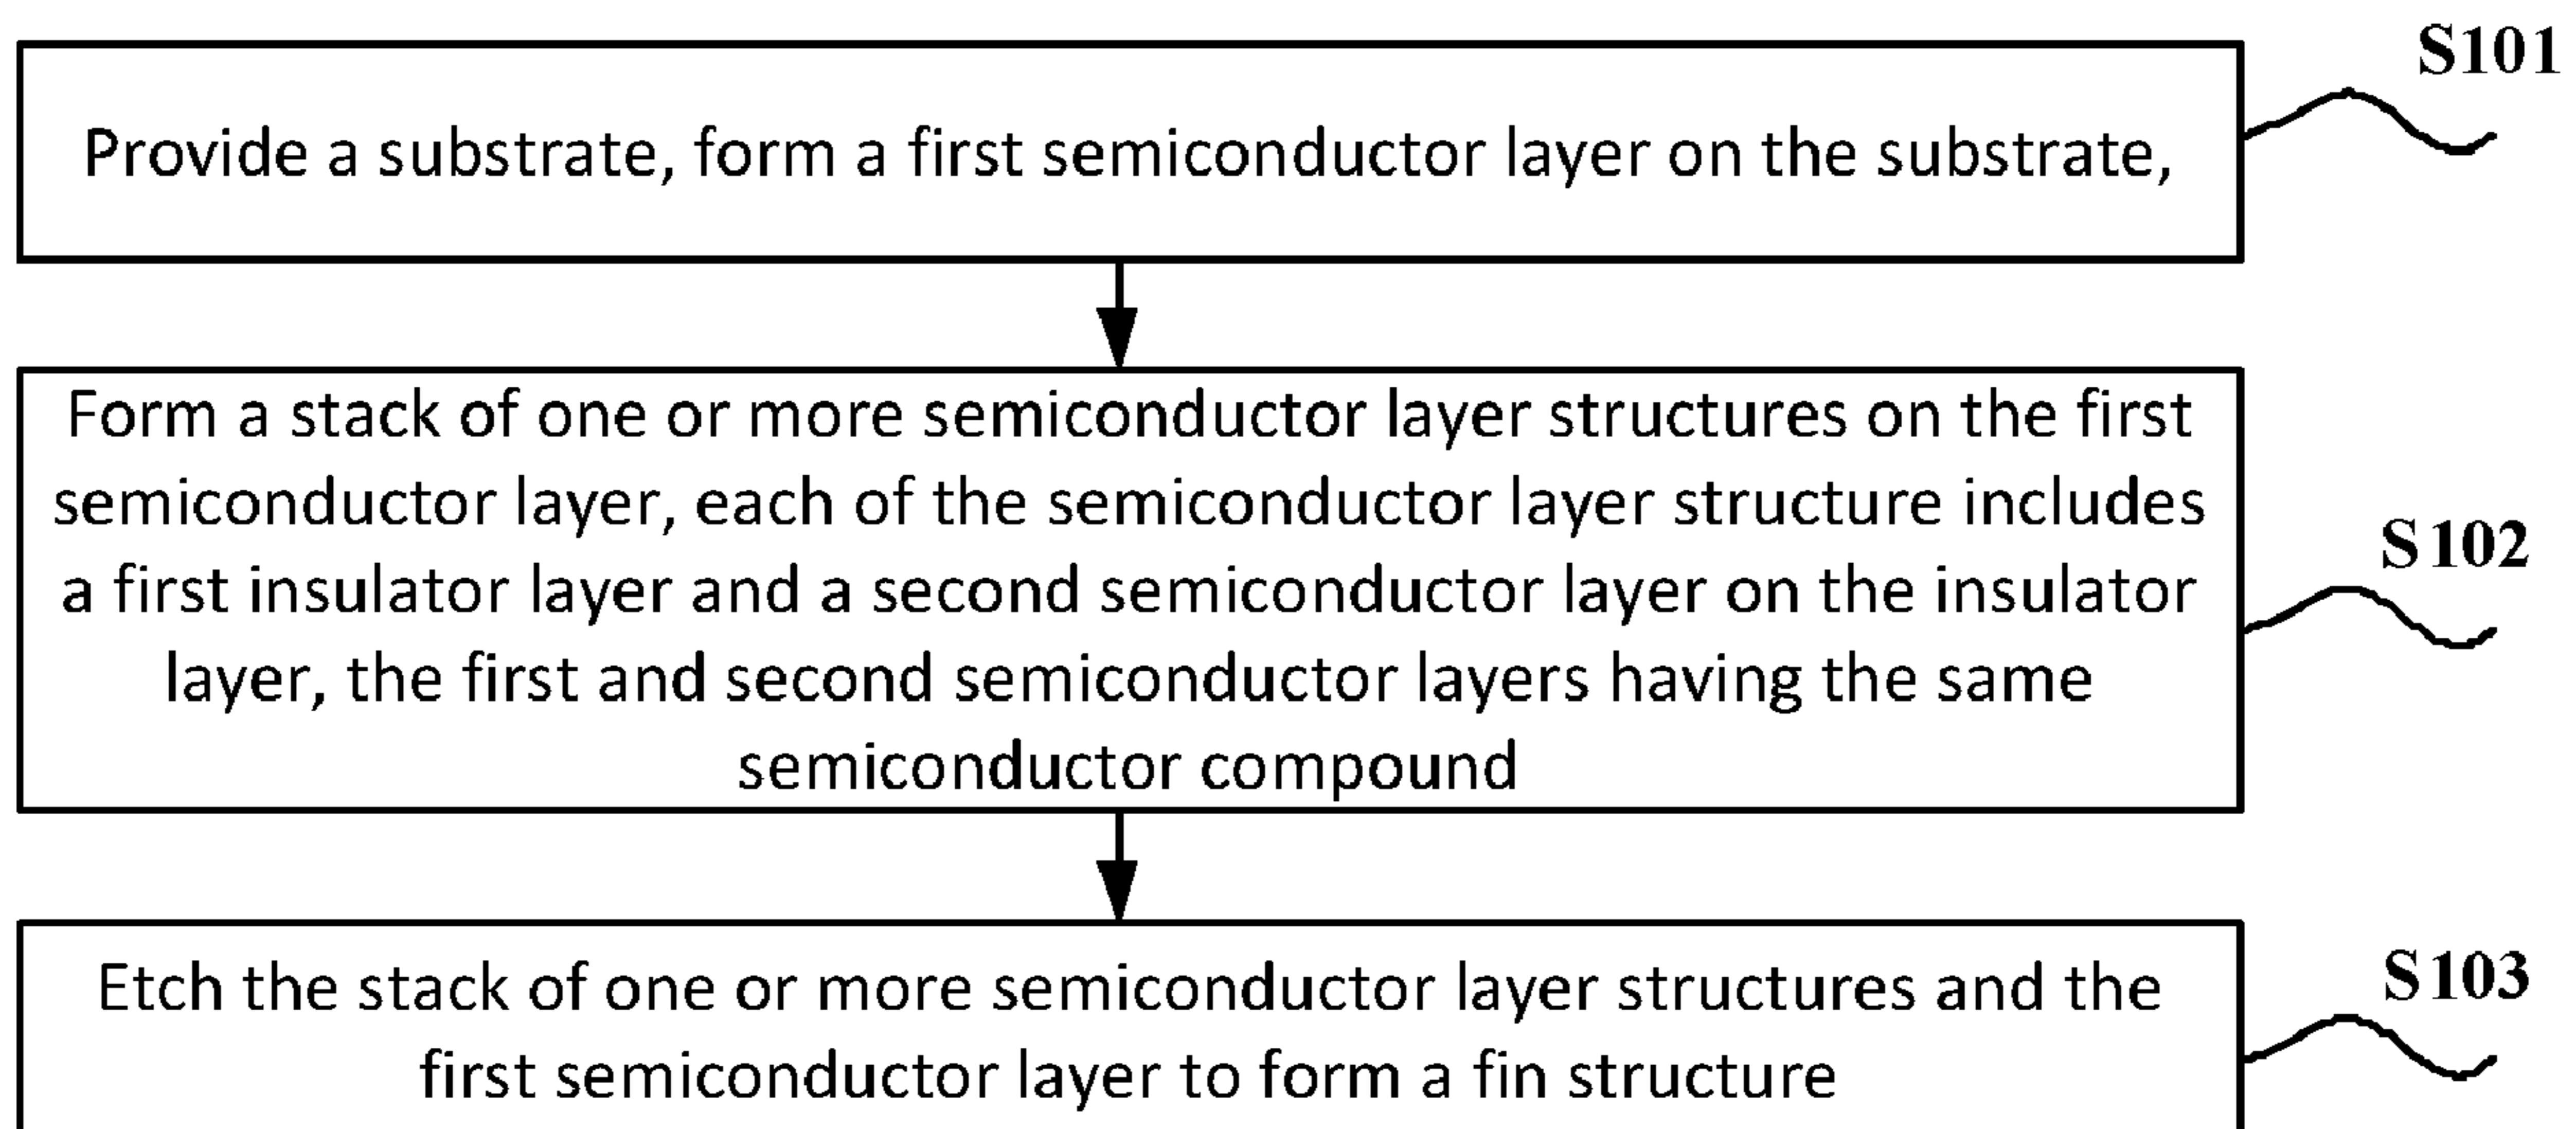 S101
Provide a substrate, form a first semiconductor layer on the substrate,
Form a stack of one or more semiconductor layer structures on the first
semiconductor layer, each of the semiconductor layer structure includes
a first insulator layer and a second semiconductor layer on the insulator
layer, the first and second semiconductor layers having the same
semiconductor compound
S102
Etch the stack of one or more semiconductor layer structures and the
first semiconductor layer to form a fin structure
S103